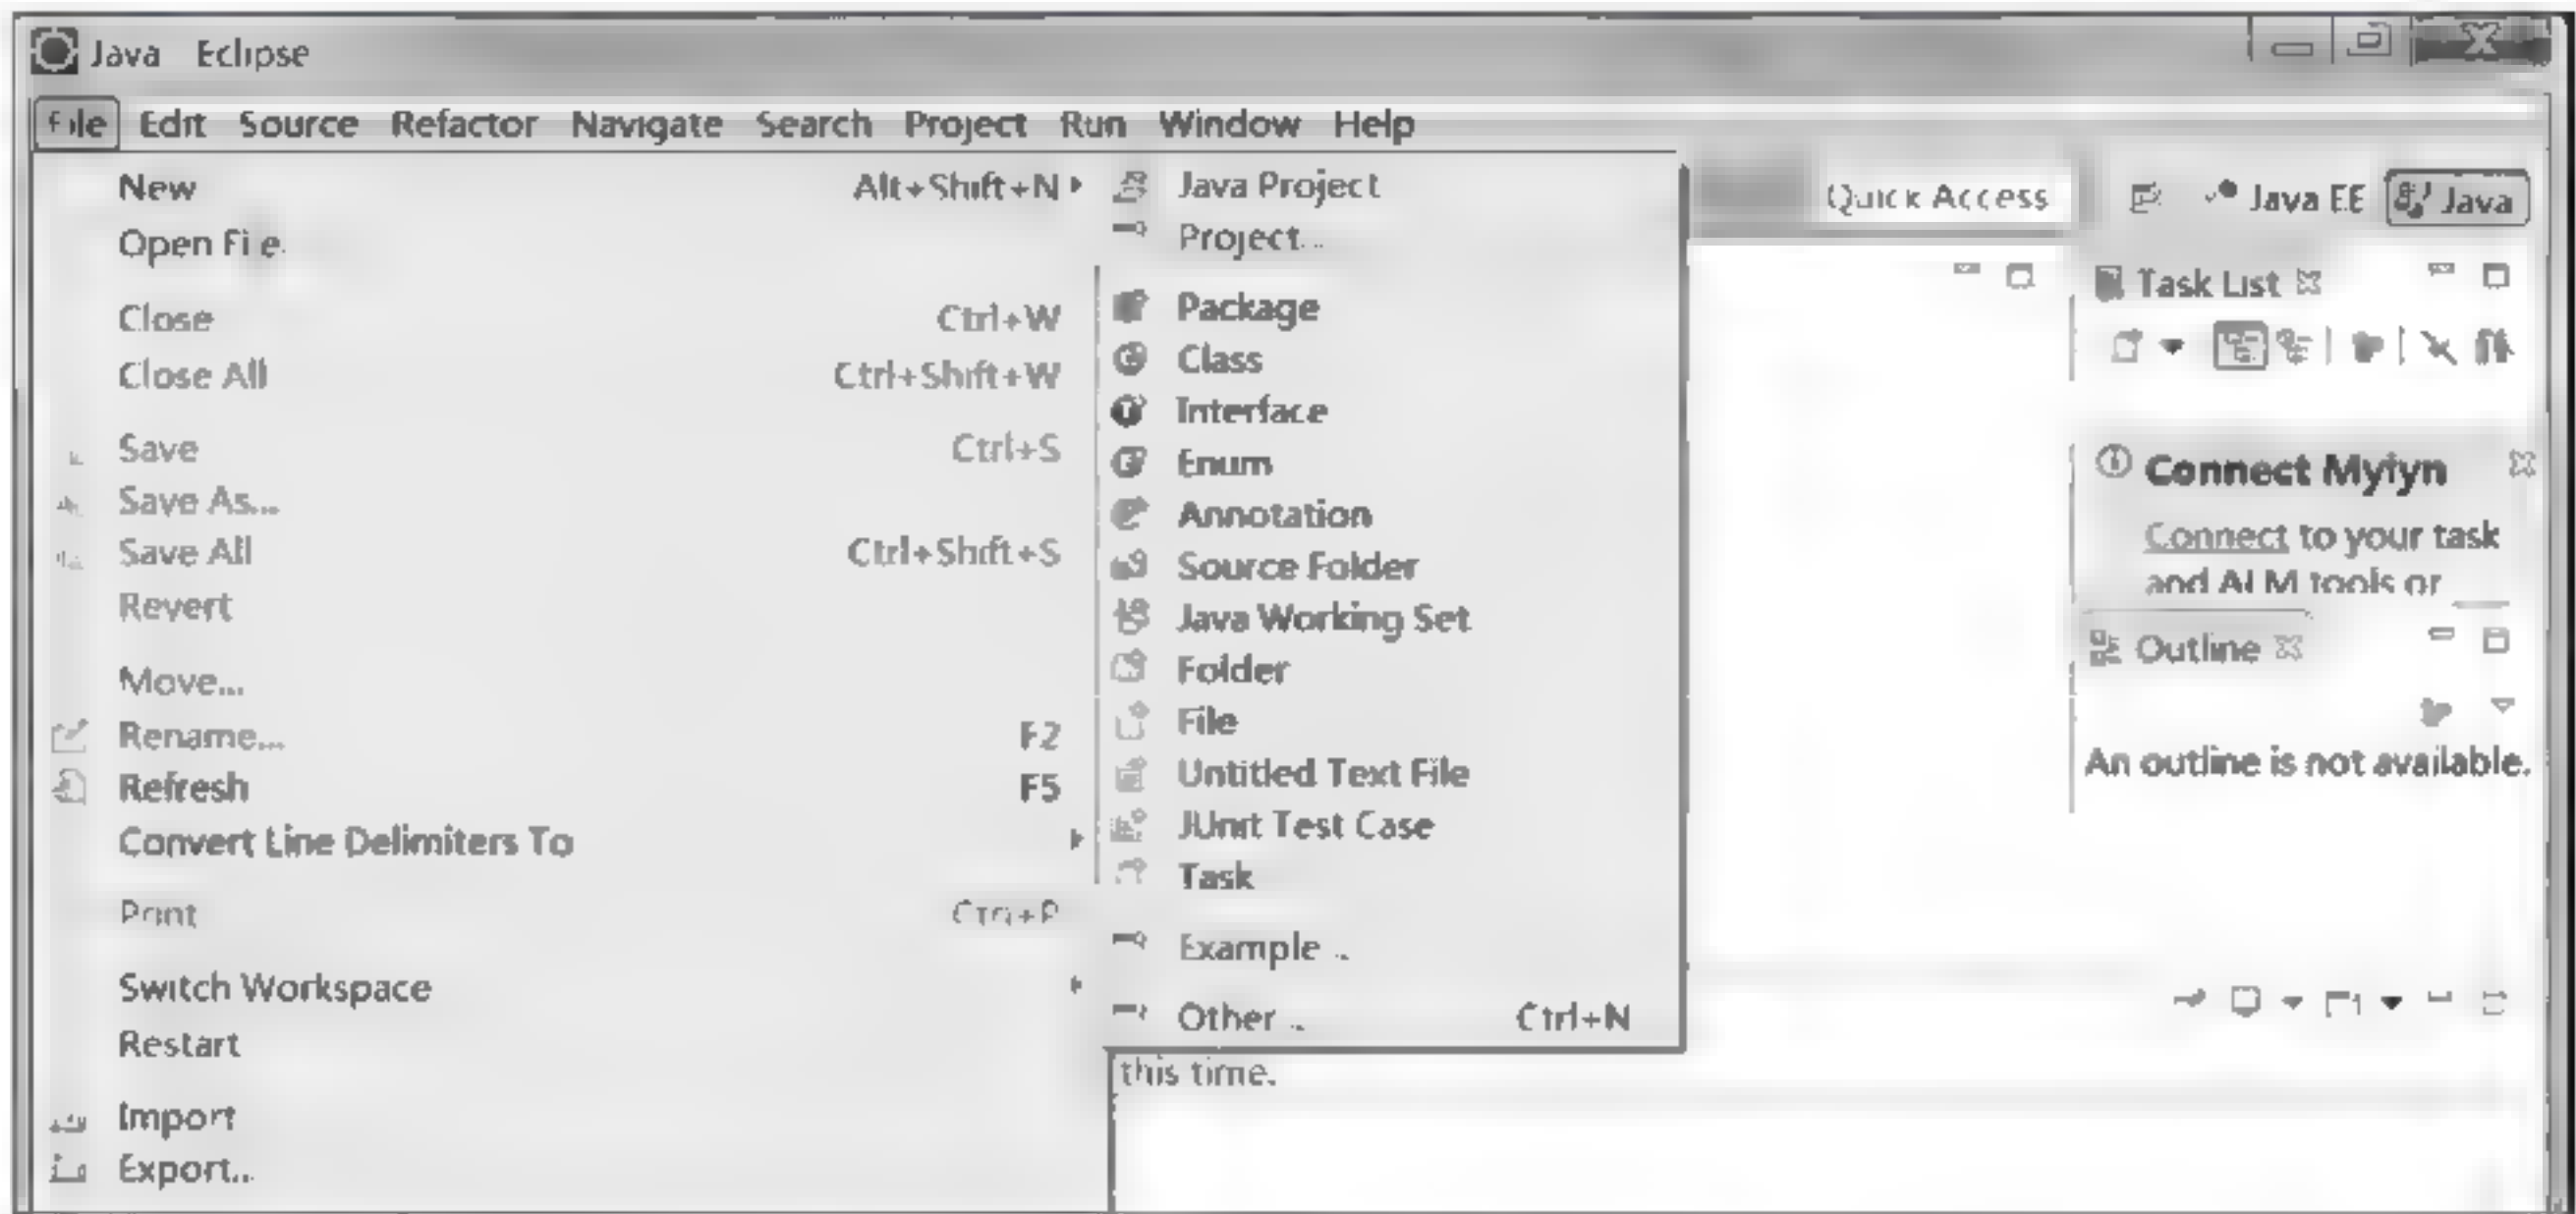 Java Eclipse
File Edit Source Refactor Navigate Search Project Run Window Help
New Alt+Shift+N
Open File.
Close Ctrl+W
Close All Ctrl+Shift+W
Save Ctrl+S
Save As...
Save All Ctrl+Shift+S
Revert
Move...
Rename... F2
Refresh F5
Convert Line Delimiters To
Print Ctrl+P
Switch Workspace
Restart
Import
Export..
Java Project
Project...
Package
Class
Interface
Enum
Annotation
Source Folder
Java Working Set
Folder
File
Untitled Text File
JUnit Test Case
Task
Example ..
Other .. Ctrl+N
this time.
Quick Access
Java EE
Java
Task List
Connect Mylyn
Connect to your task
and ALM tools or
Outline
An outline is not available.